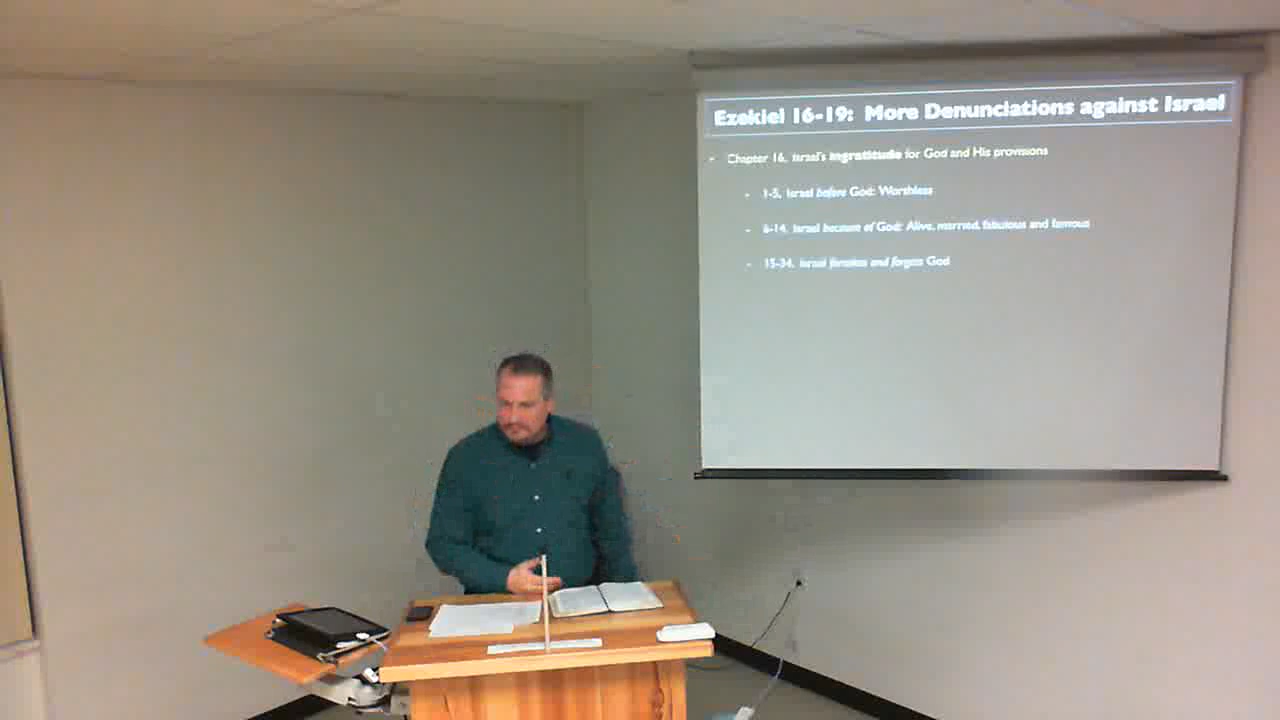 Ezekiel 16-19: More Denunciations against Israel
- Chapter 16. Israel's ingratitude for God and His provisions
- 1-5, Israel before God: Worthless
- 6-14, Israel because of God: Alive, married, fabulous and famous
- 15-34, Israel forsakes and forgets God